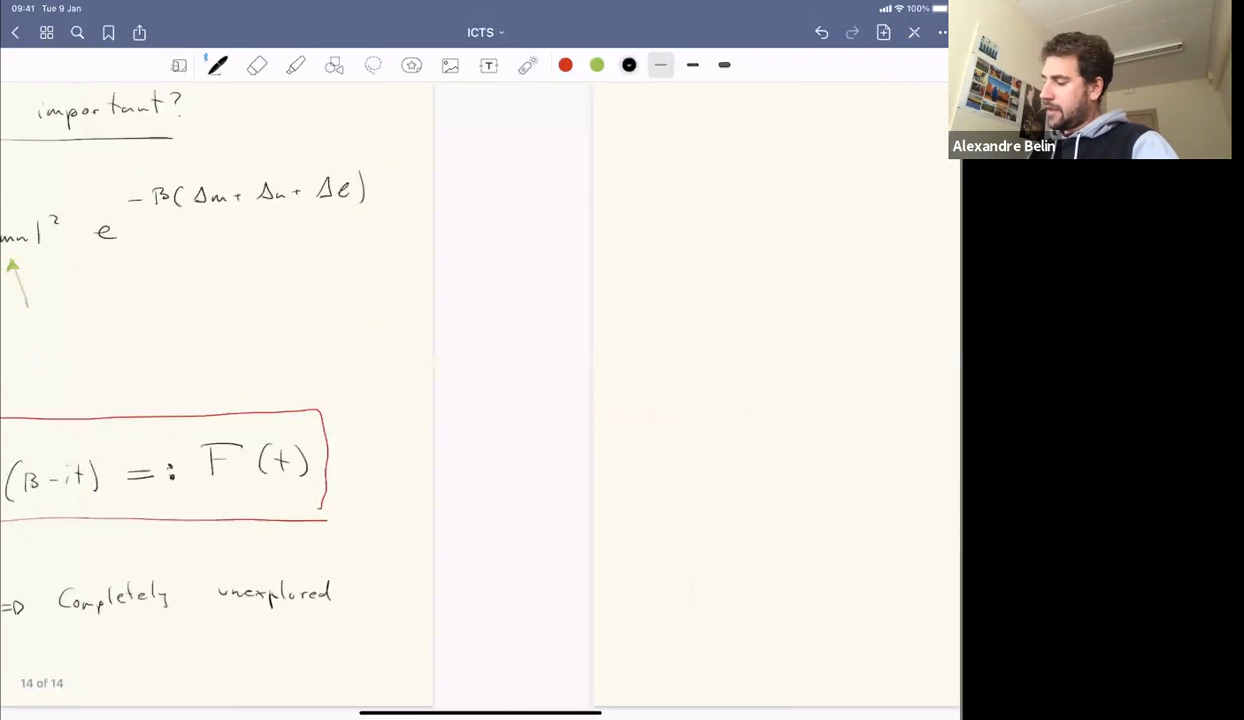 09:41 Tue 9 Jan
100%
ICTS
Alexandre Belin
important?
mn|² e^{-β(Δm + Δn + Δl)}
(β-it) =: F(t)
⇒ Completely unexplored
14 of 14